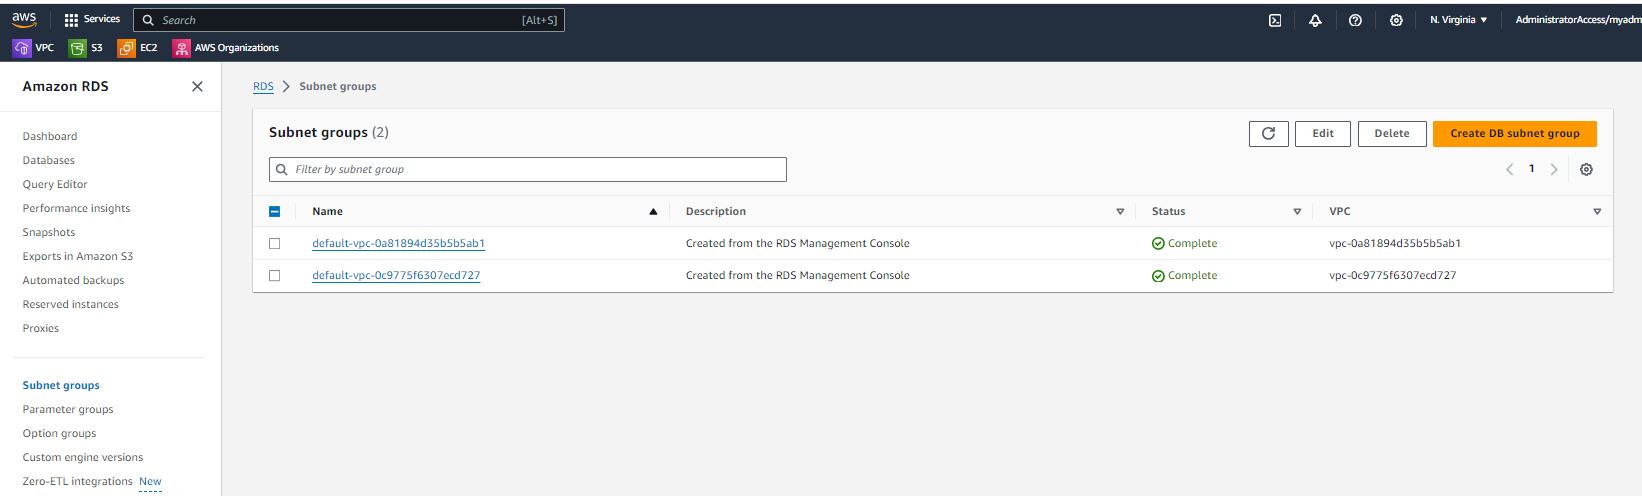 aws Services Search [Alt+S] N. Virginia AdministratorAccess/myadm
VPC S3 EC2 AWS Organizations
Amazon RDS
Dashboard
Databases
Query Editor
Performance insights
Snapshots
Exports in Amazon S3
Automated backups
Reserved instances
Proxies
Subnet groups
Parameter groups
Option groups
Custom engine versions
Zero-ETL integrations New
RDS > Subnet groups
Subnet groups (2) Edit Delete Create DB subnet group
Filter by subnet group 1
Name Description Status VPC
default-vpc-0a81894d35b5b5ab1 Created from the RDS Management Console Complete vpc-0a81894d35b5b5ab1
default-vpc-0c9775f6307ecd727 Created from the RDS Management Console Complete vpc-0c9775f6307ecd727